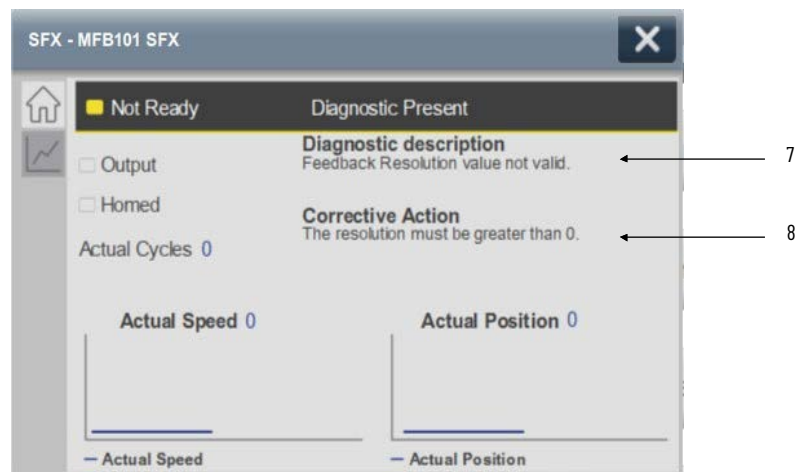 SFX - MFB101 SFX
Not Ready Diagnostic Present
Diagnostic description
Feedback Resolution value not valid.
7
Output
Homed
Corrective Action
The resolution must be greater than 0.
8
Actual Cycles 0
Actual Speed 0
Actual Position 0
Actual Speed
Actual Position